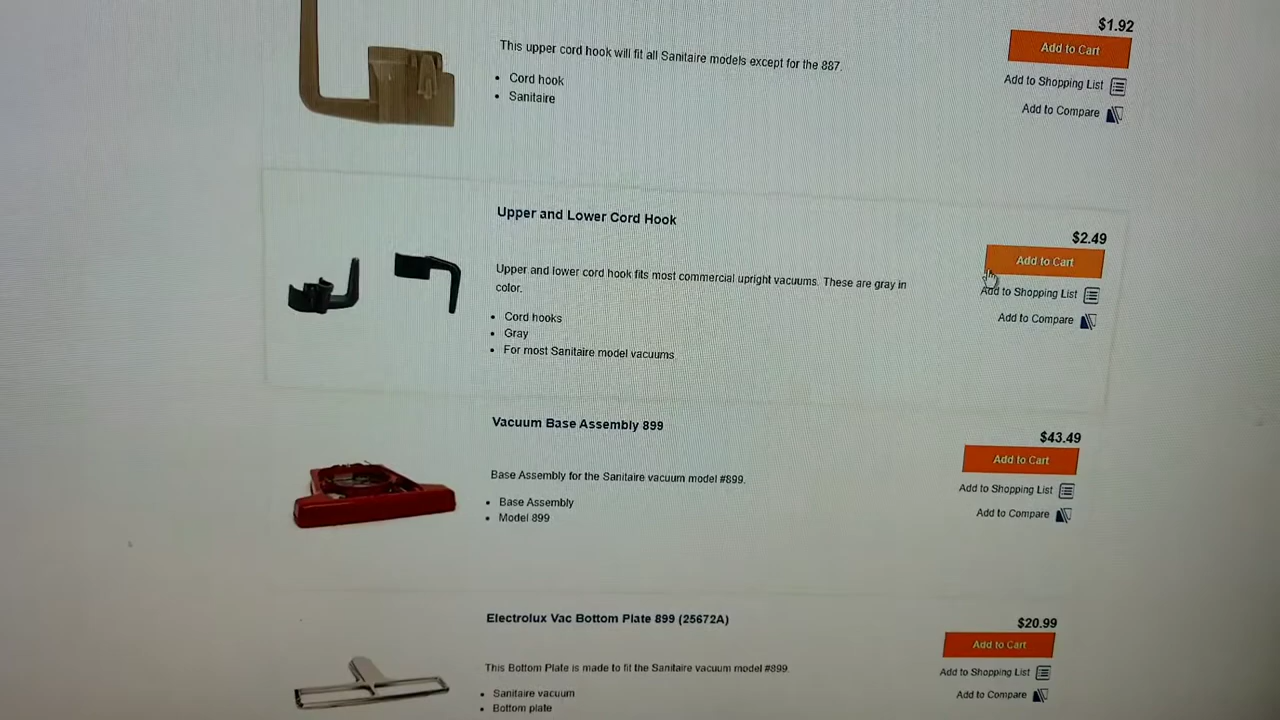 $1.92
Add to Cart
This upper cord hook will fit all Sanitaire models except for the 887.
Add to Shopping List
Cord hook
Sanitaire
Add to Compare
Upper and Lower Cord Hook
$2.49
Add to Cart
Upper and lower cord hook fits most commercial upright vacuums. These are gray in
color.
Add to Shopping List
Cord hooks
Add to Compare
Gray
For most Sanitaire model vacuums
Vacuum Base Assembly 899
$43.49
Add to Cart
Base Assembly for the Sanitaire vacuum model #899.
Add to Shopping List
Base Assembly
Add to Compare
Model 899
Electrolux Vac Bottom Plate 899 (25672A)
$20.99
Add to Cart
This Bottom Plate is made to fit the Sanitaire vacuum model #899.
Add to Shopping List
Sanitaire vacuum
Add to Compare
Bottom plate